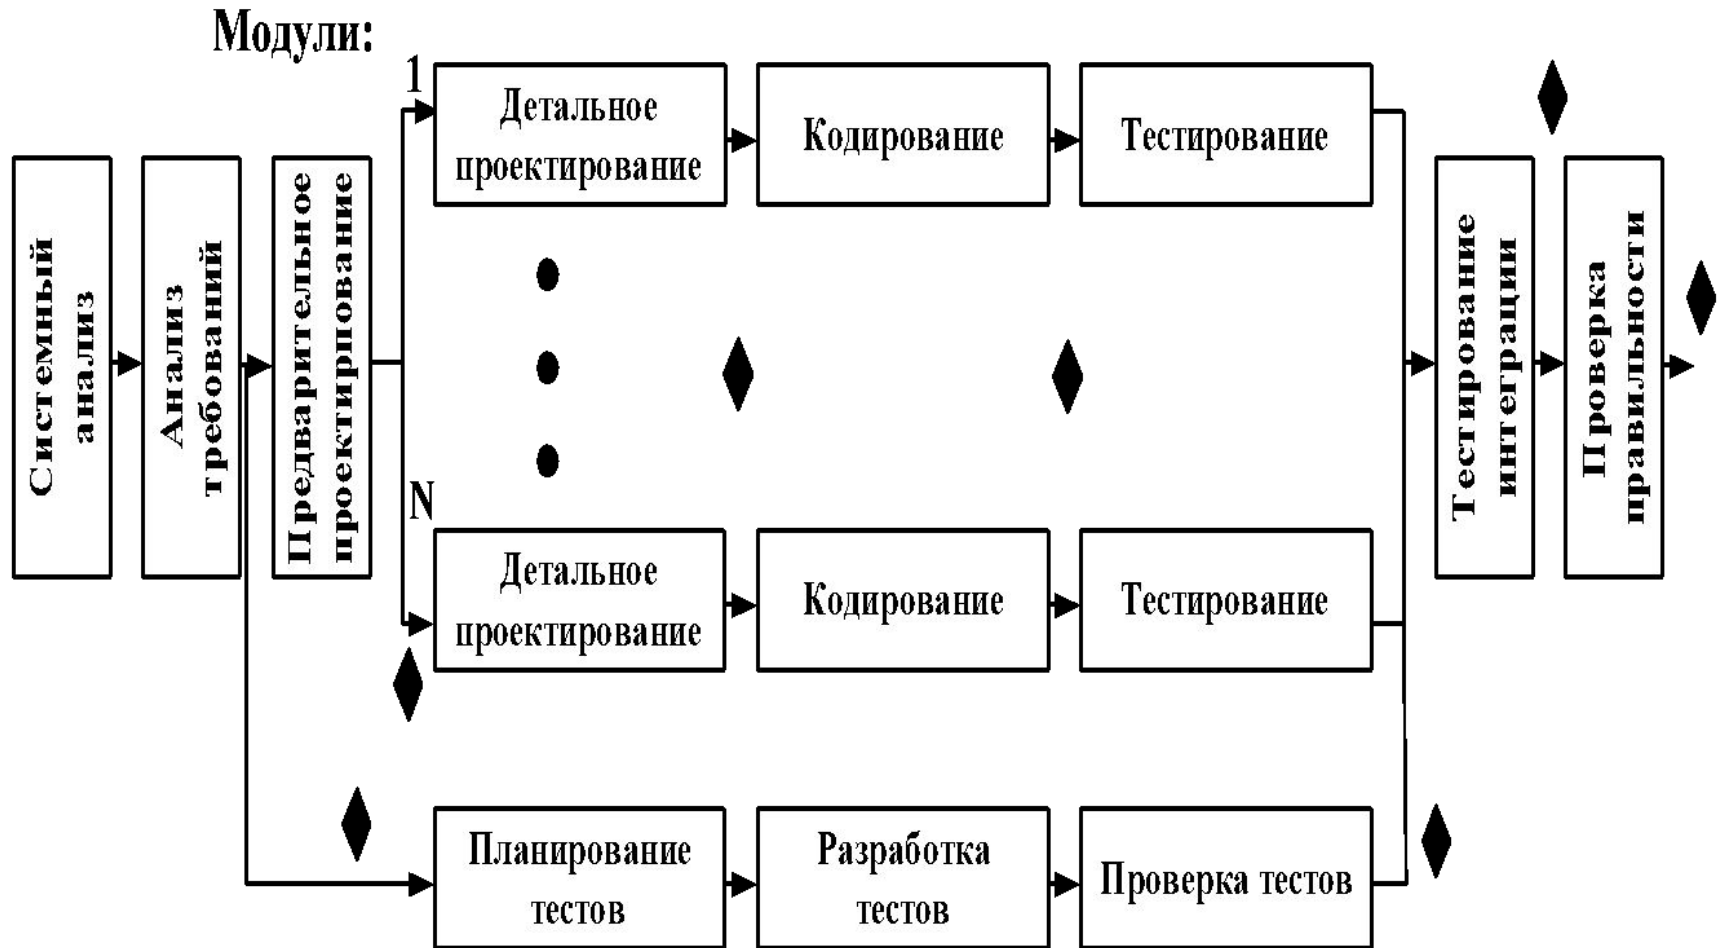 Модули:
1
Детальное
проектирование
Кодирование
Тестирование
Системный
анализ
Анализ
требований
Предварительное
проектирпование
Тестирование
интеграции
Проверка
правильности
N
Детальное
проектирование
Кодирование
Тестирование
Планирование
тестов
Разработка
тестов
Проверка тестов